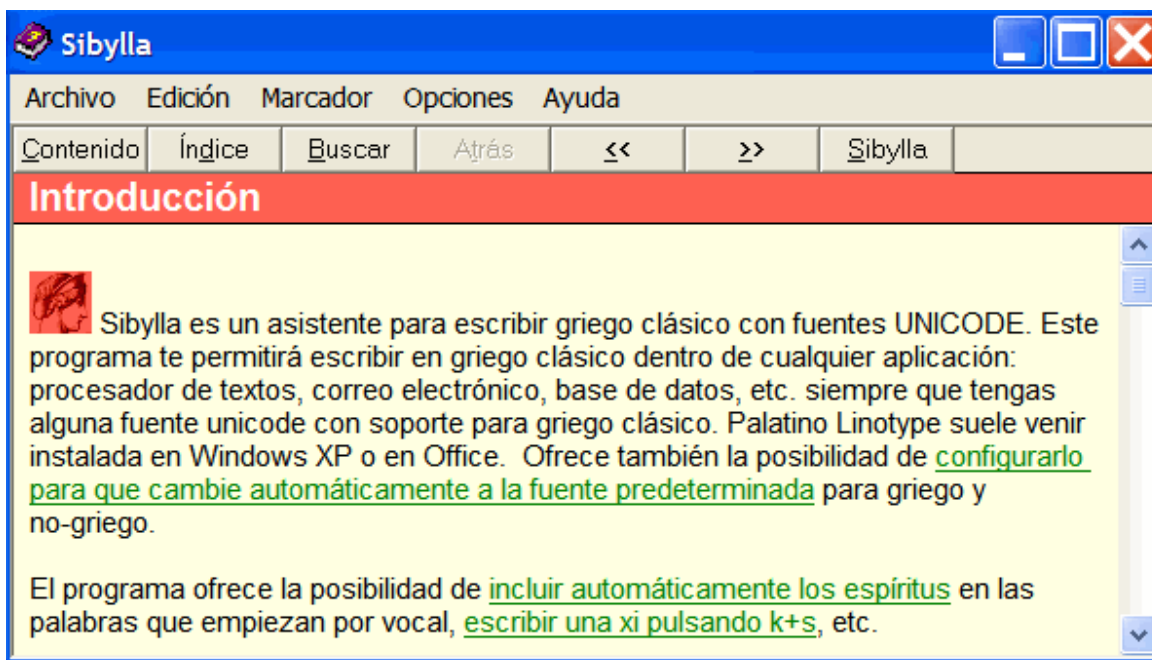 Sibylla
Archivo Edición Marcador Opciones Ayuda
Contenido Índice Buscar Atrás << >> Sibylla
Introducción
Sibylla es un asistente para escribir griego clásico con fuentes UNICODE. Este
programa te permitirá escribir en griego clásico dentro de cualquier aplicación:
procesador de textos, correo electrónico, base de datos, etc. siempre que tengas
alguna fuente unicode con soporte para griego clásico. Palatino Linotype suele venir
instalada en Windows XP o en Office.  Ofrece también la posibilidad de configurarlo
para que cambie automáticamente a la fuente predeterminada para griego y
no-griego.
El programa ofrece la posibilidad de incluir automáticamente los espíritus en las
palabras que empiezan por vocal, escribir una xi pulsando k+s, etc.